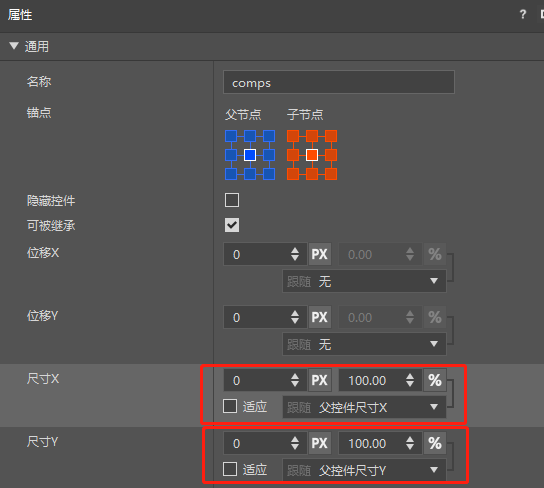 属性 ?
通用
名称 comps
锚点 父节点 子节点
隐藏控件
可被继承
位移X 0 PX 0.00 %
跟随 无
位移Y 0 PX 0.00 %
跟随 无
尺寸X 0 PX 100.00 %
适应 跟随 父控件尺寸X
尺寸Y 0 PX 100.00 %
适应 跟随 父控件尺寸Y